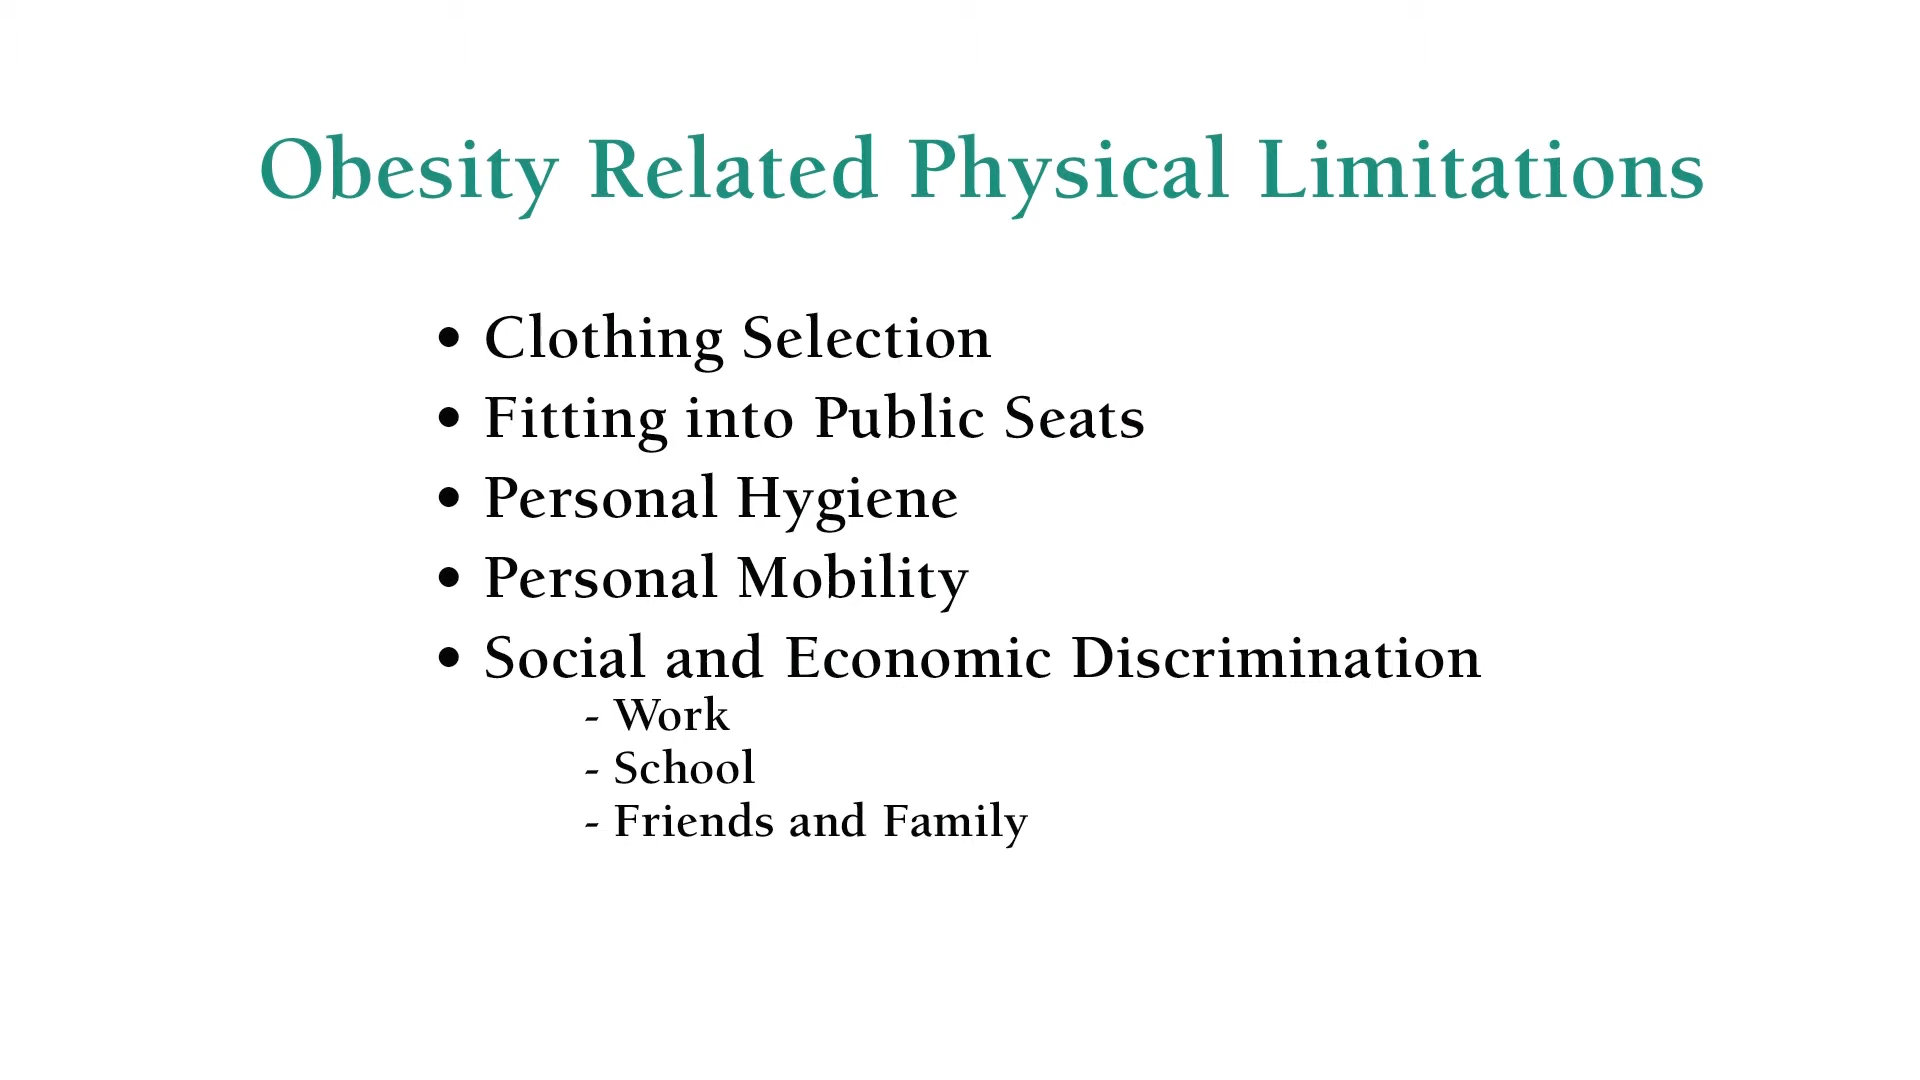 Obesity Related Physical Limitations
• Clothing Selection
• Fitting into Public Seats
• Personal Hygiene
• Personal Mobility
• Social and Economic Discrimination
- Work
- School
- Friends and Family